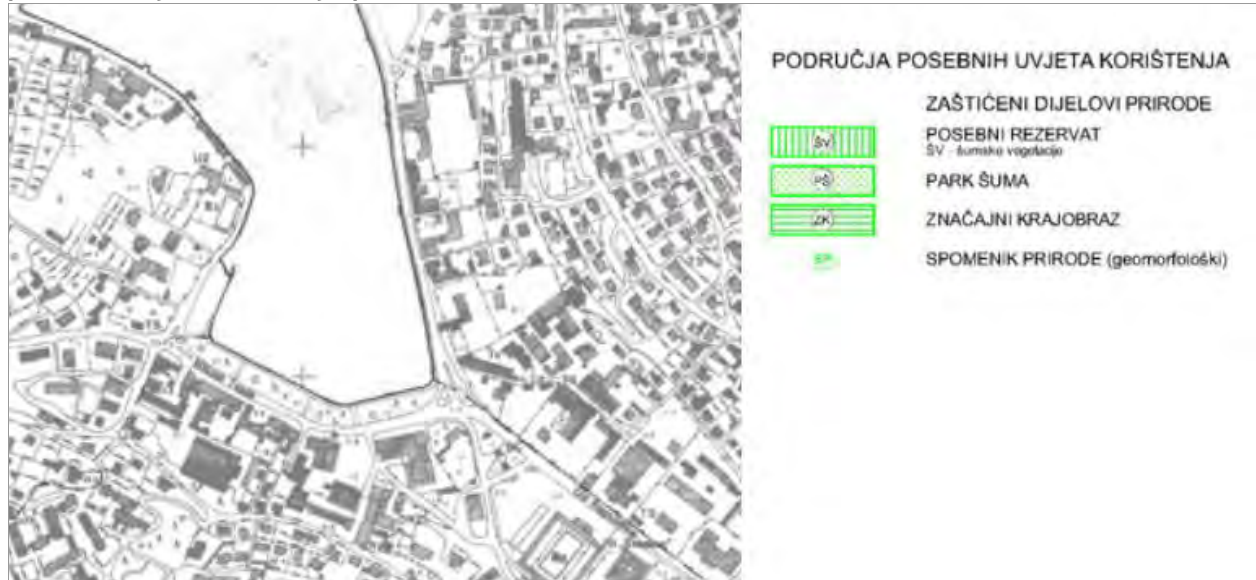 PODRUČJA POSEBNIH UVJETA KORIŠTENJA
ZAŠTIĆENI DIJELOVI PRIRODE
ŠV
POSEBNI REZERVAT
ŠV - šumske vegetacije
PŠ
PARK ŠUMA
ZK
ZNAČAJNI KRAJOBRAZ
SP
SPOMENIK PRIRODE (geomorfološki)